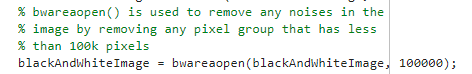 % bwareaopen() is used to remove any noises in the
% image by removing any pixel group that has less
% than 100k pixels
blackAndWhiteImage = bwareaopen(blackAndWhiteImage, 100000);